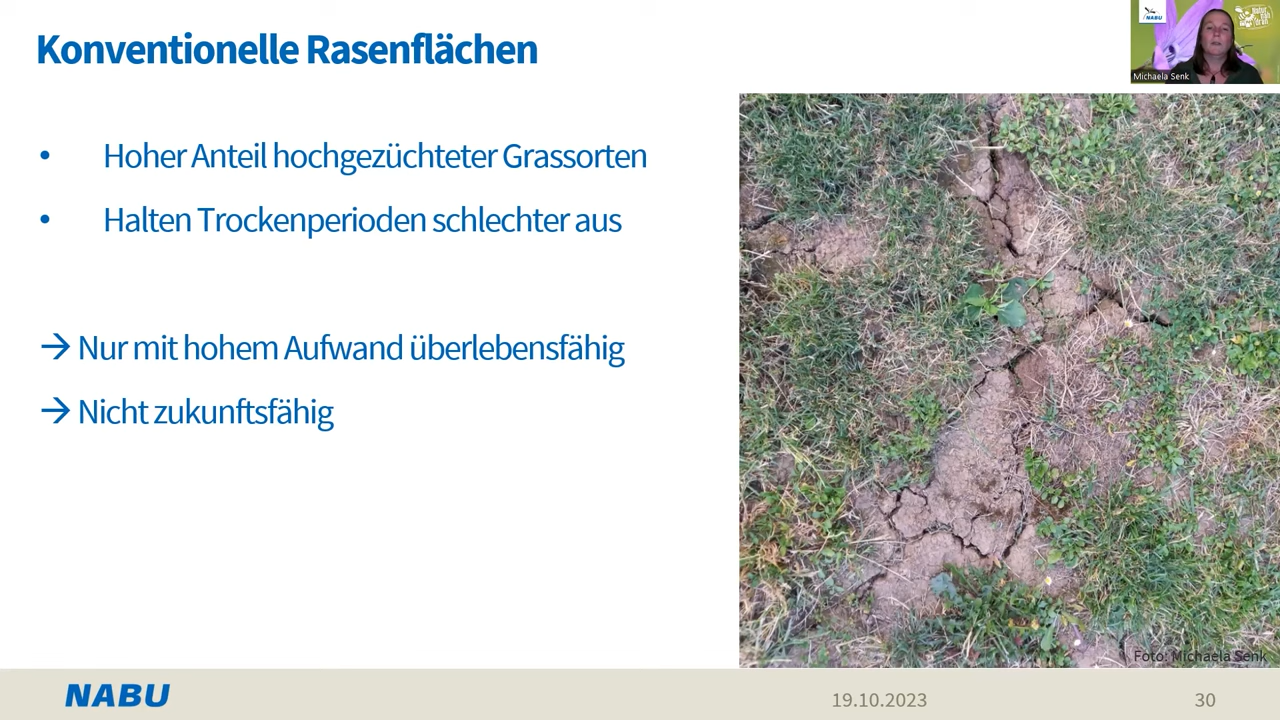 Konventionelle Rasenflächen
NABU
Michaela Senk
• Hoher Anteil hochgezüchteter Grassorten
• Halten Trockenperioden schlechter aus
→ Nur mit hohem Aufwand überlebensfähig
→ Nicht zukunftsfähig
Foto: Michaela Senk
NABU
19.10.2023
30